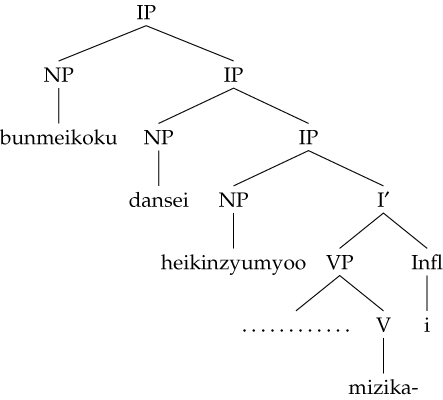 IP
NP IP
bunmeikoku NP IP
dansei NP I′
heikinzyumyoo VP Infl
............ V i
mizika-